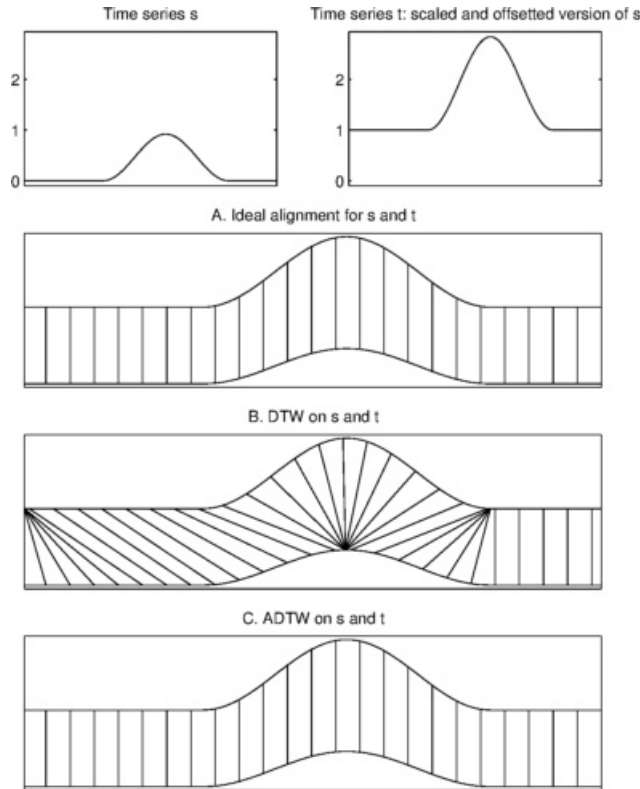 Time series s
Time series t: scaled and offsetted version of s
2
1
0
2
1
0
A. Ideal alignment for s and t
B. DTW on s and t
C. ADTW on s and t